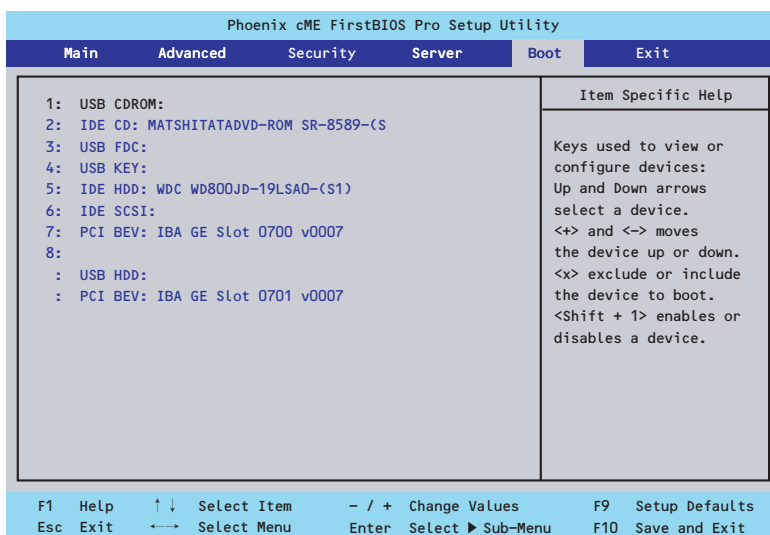 Phoenix cME FirstBIOS Pro Setup Utility
Main Advanced Security Server Boot Exit
1: USB CDROM:
2: IDE CD: MATSHITATADVD-ROM SR-8589-(S
3: USB FDC:
4: USB KEY:
5: IDE HDD: WDC WD800JD-19LSAO-(S1)
6: IDE SCSI:
7: PCI BEV: IBA GE Slot 0700 v0007
8:
: USB HDD:
: PCI BEV: IBA GE Slot 0701 v0007
Item Specific Help
Keys used to view or
configure devices:
Up and Down arrows
select a device.
<+> and <-> moves
the device up or down.
<x> exclude or include
the device to boot.
<Shift + 1> enables or
disables a device.
F1 Help ↑↓ Select Item - / + Change Values F9 Setup Defaults
Esc Exit ←→ Select Menu Enter Select ▶ Sub-Menu F10 Save and Exit